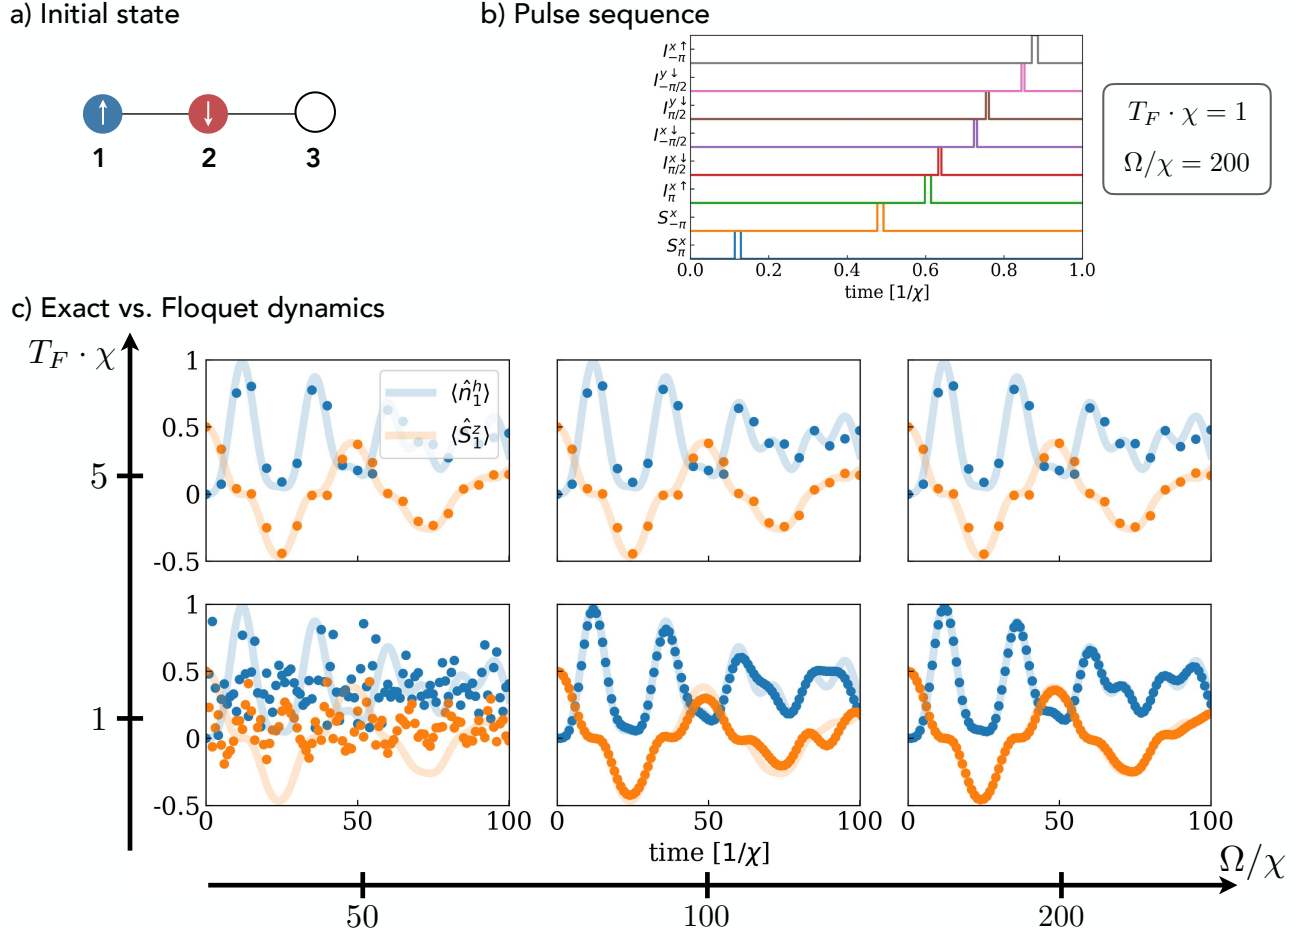 a) Initial state
1 2 3
b) Pulse sequence
I^{x↑}_{−π}
I^{y↓}_{−π/2}
I^{y↓}_{π/2}
I^{x↓}_{−π/2}
I^{x↓}_{π/2}
I^{x↑}_{π}
S^{x}_{−π}
S^{x}_{π}
0.0 0.2 0.4 0.6 0.8 1.0
time [1/χ]
T_F · χ = 1
Ω/χ = 200
c) Exact vs. Floquet dynamics
T_F · χ
5
1
1
0.5
0
-0.5
⟨n̂^h_1⟩
⟨Ŝ^z_1⟩
1
0.5
0
-0.5
0 50 100
0 50 100
0 50 100
time [1/χ]
Ω/χ
50 100 200